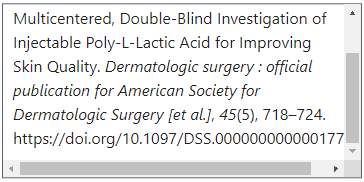 Multicentered, Double-Blind Investigation of
Injectable Poly-L-Lactic Acid for Improving
Skin Quality. Dermatologic surgery : official
publication for American Society for
Dermatologic Surgery [et al.], 45(5), 718–724.
https://doi.org/10.1097/DSS.000000000000177